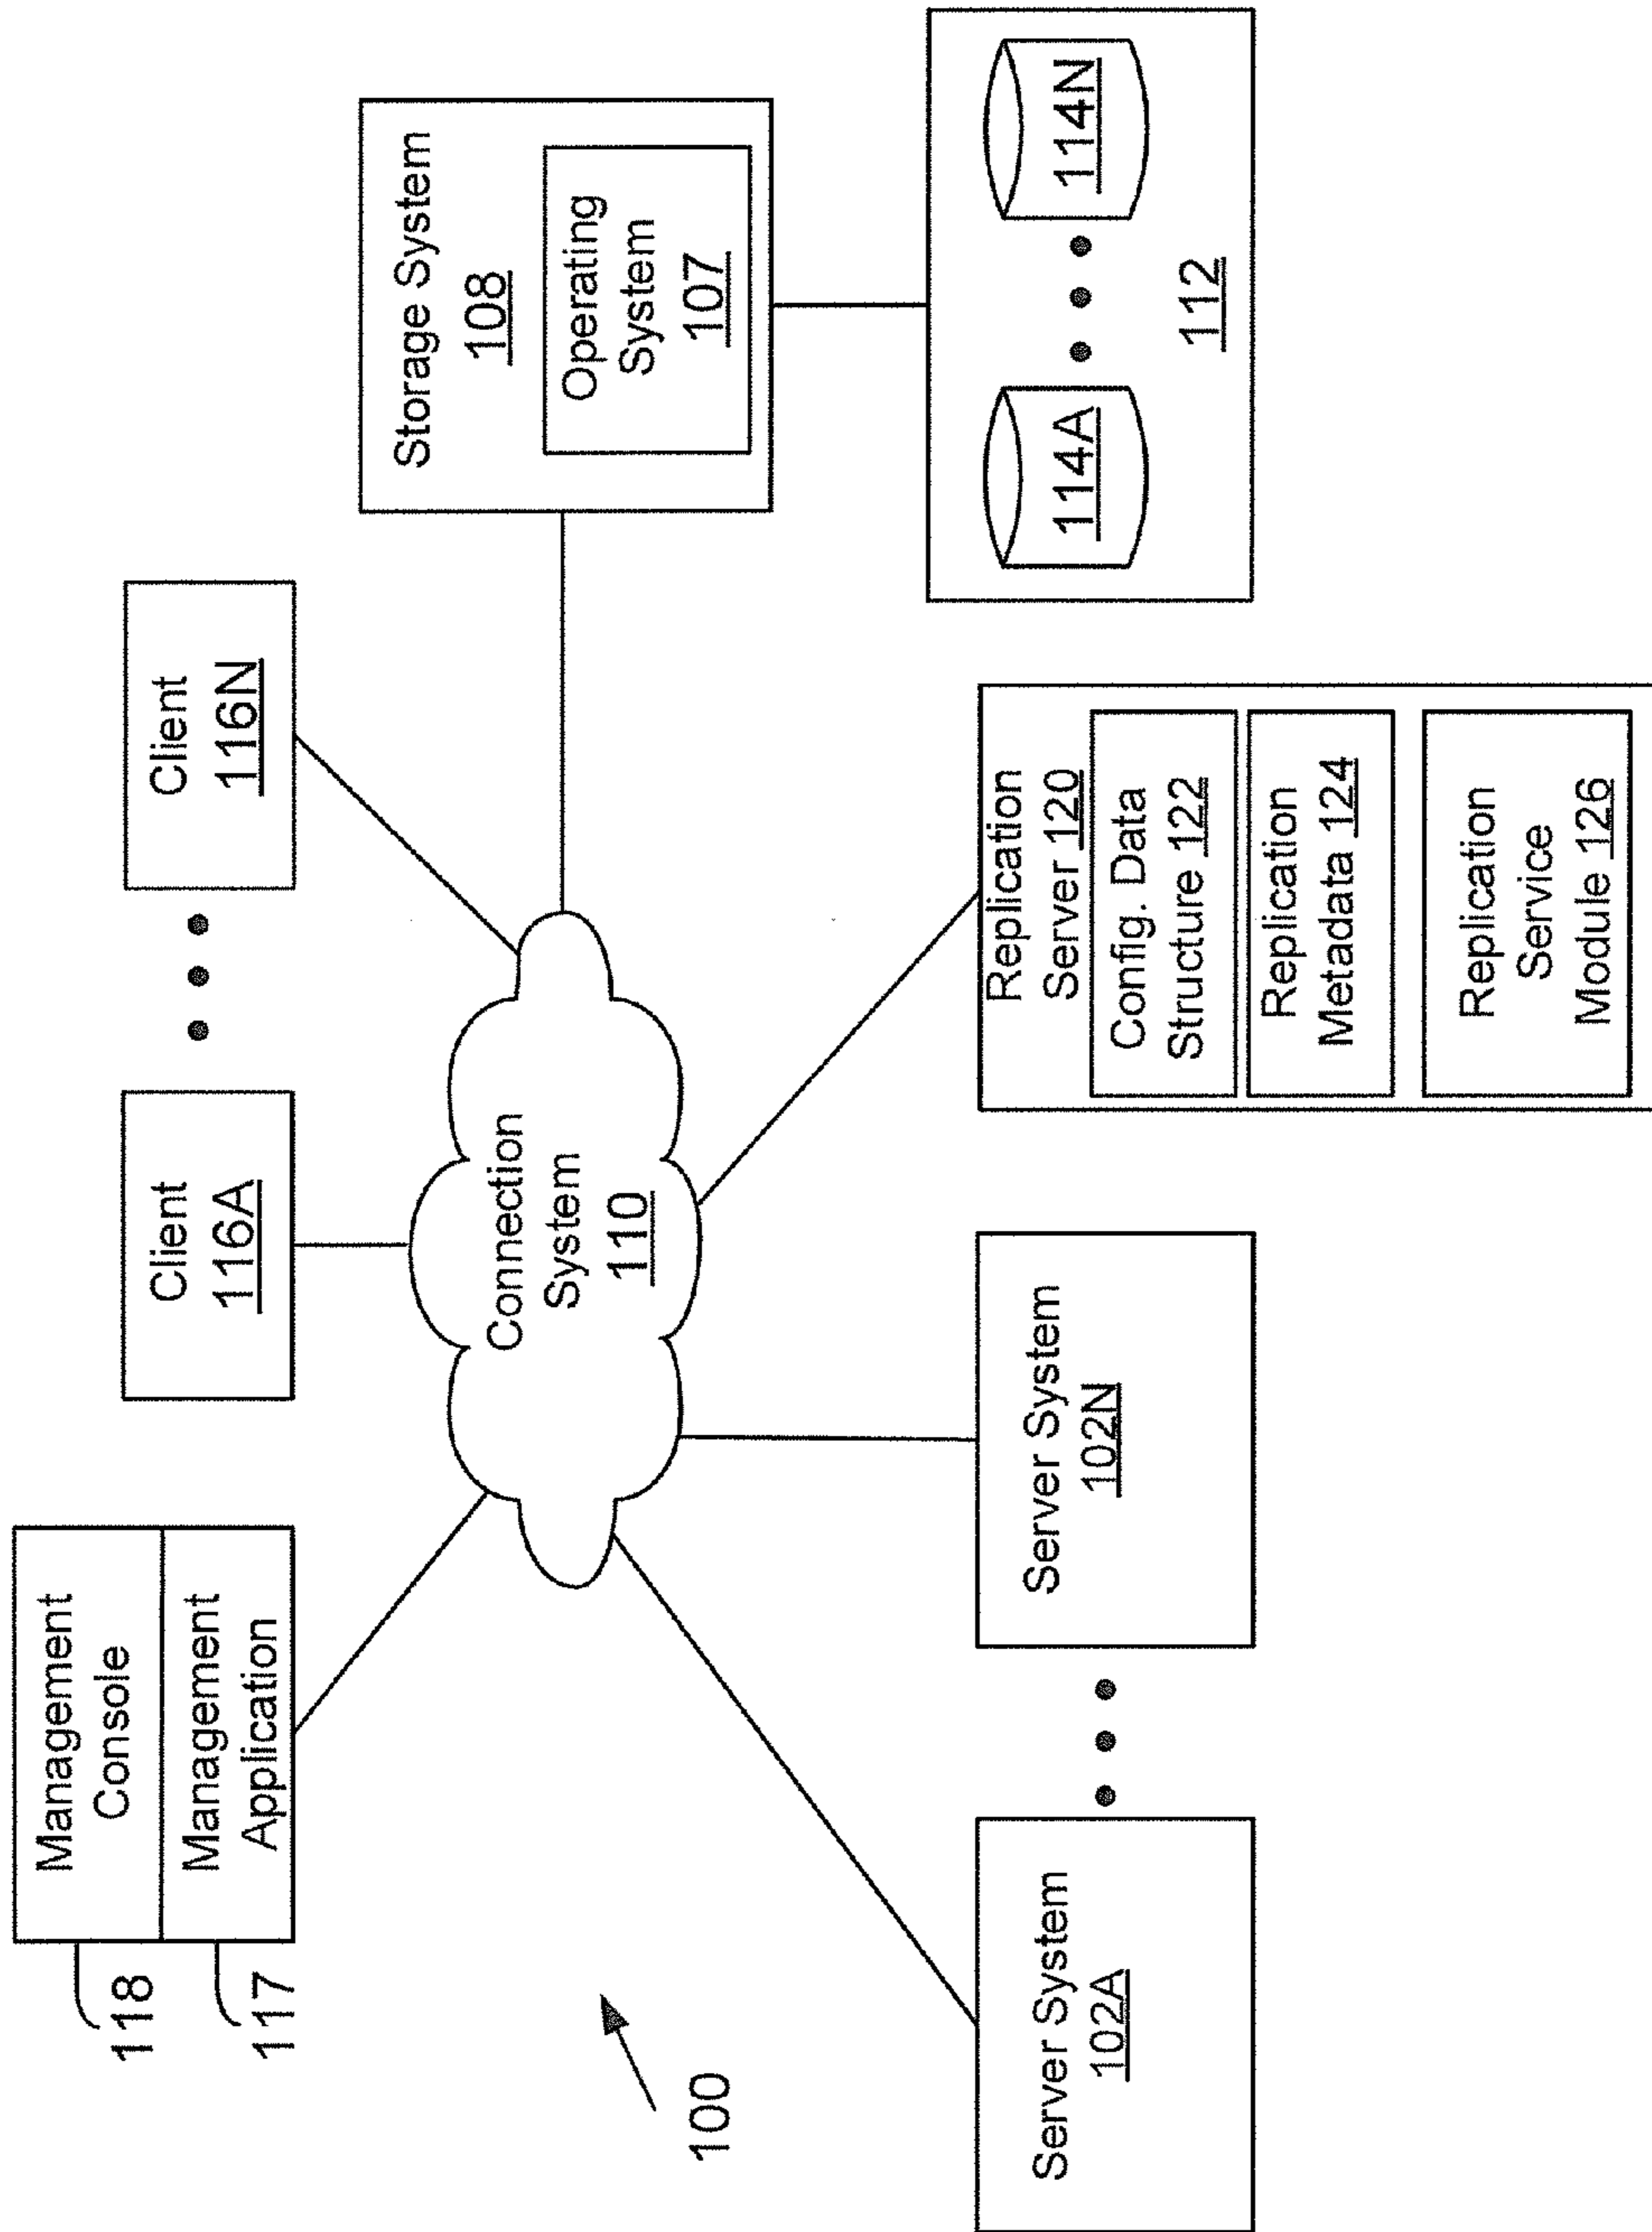 118
117
Management
Console
Management
Application
Client
116A
Client
116N
Storage System
108
Operating
System
107
Connection
System
110
100
Server System
102A
Server System
102N
Replication
Server 120
Config. Data
Structure 122
Replication
Metadata 124
Replication
Service
Module 126
114A
114N
112